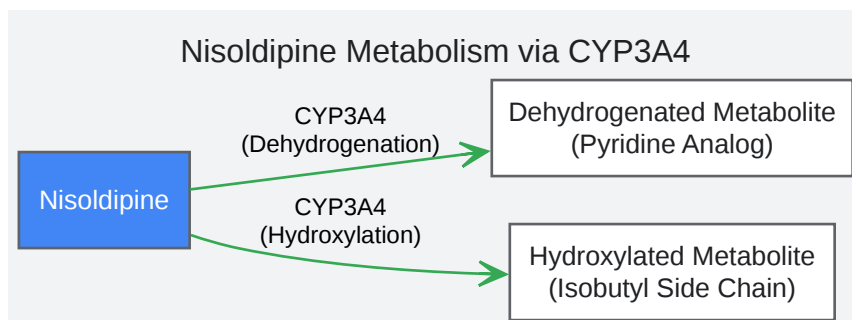 Nisoldipine Metabolism via CYP3A4
CYP3A4
(Dehydrogenation)
Dehydrogenated Metabolite
(Pyridine Analog)
Nisoldipine
CYP3A4
(Hydroxylation)
Hydroxylated Metabolite
(Isobutyl Side Chain)